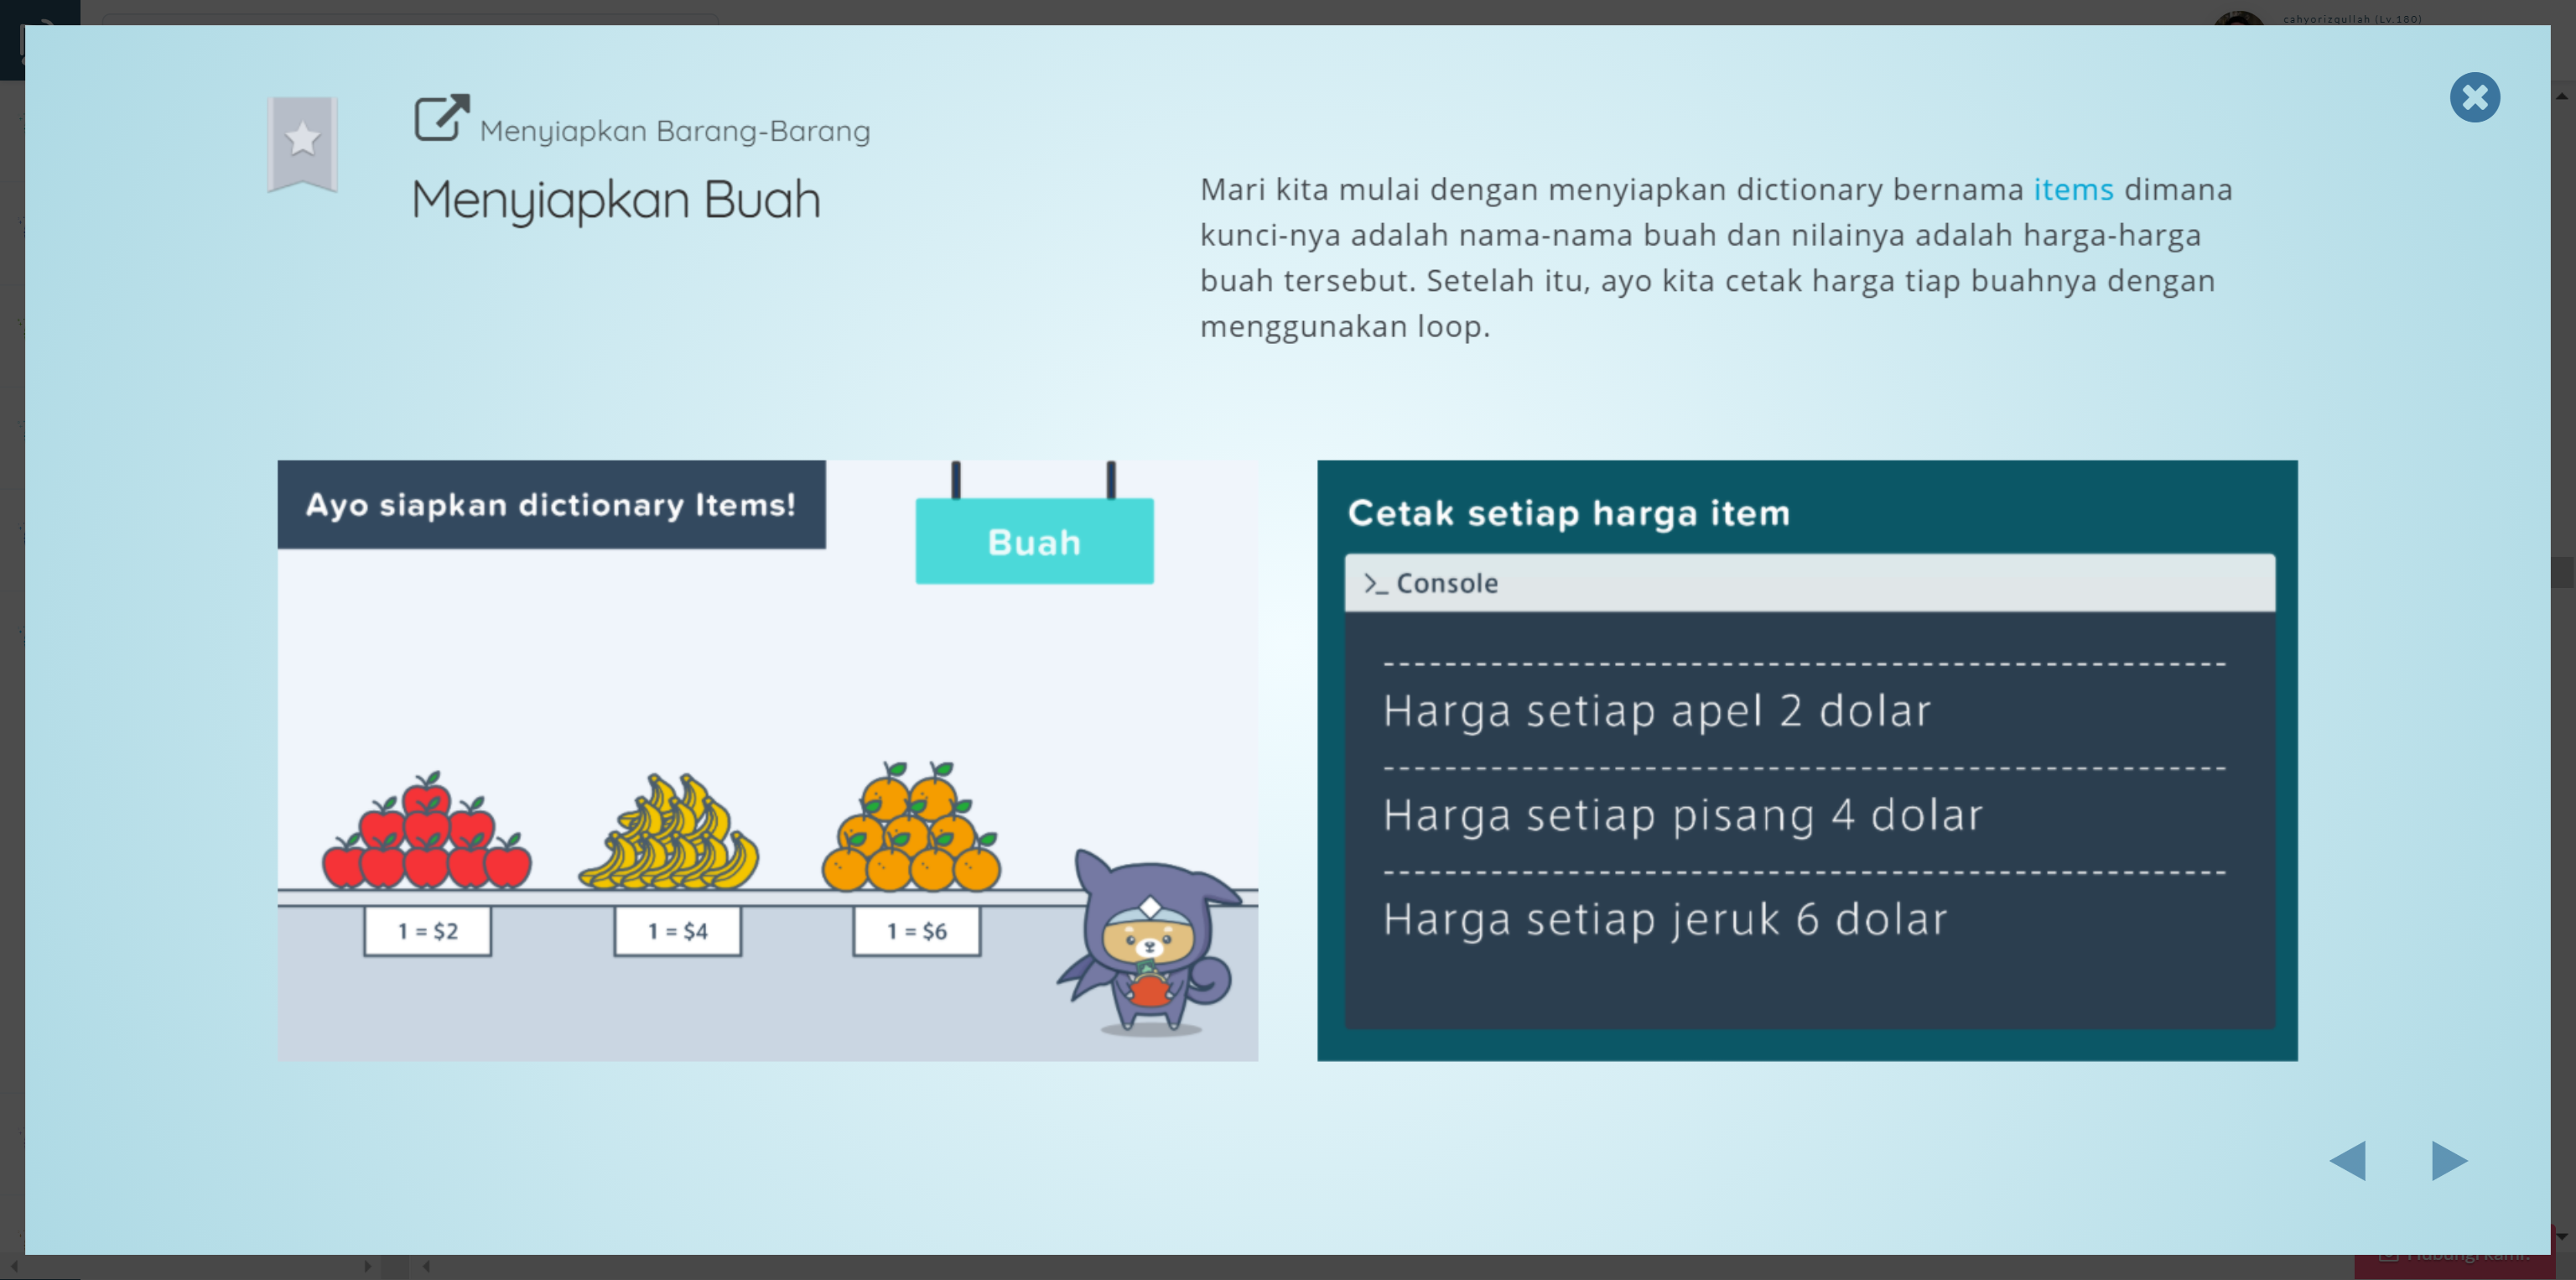 cahyorizqullah (Lv.180)
Menyiapkan Barang-Barang
Menyiapkan Buah
Mari kita mulai dengan menyiapkan dictionary bernama items dimana
kunci-nya adalah nama-nama buah dan nilainya adalah harga-harga
buah tersebut. Setelah itu, ayo kita cetak harga tiap buahnya dengan
menggunakan loop.
Ayo siapkan dictionary Items!
Buah
1 = $2
1 = $4
1 = $6
Cetak setiap harga item
>_ Console
-------------------------------------------------------
Harga setiap apel 2 dolar
-------------------------------------------------------
Harga setiap pisang 4 dolar
-------------------------------------------------------
Harga setiap jeruk 6 dolar